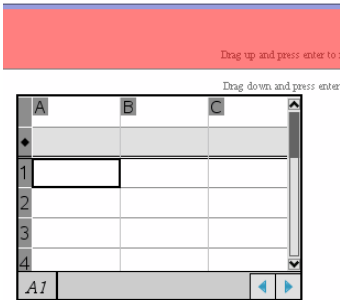 Drag up and press enter to
Drag down and press enter
A B C
◆
1
2
3
4
A1